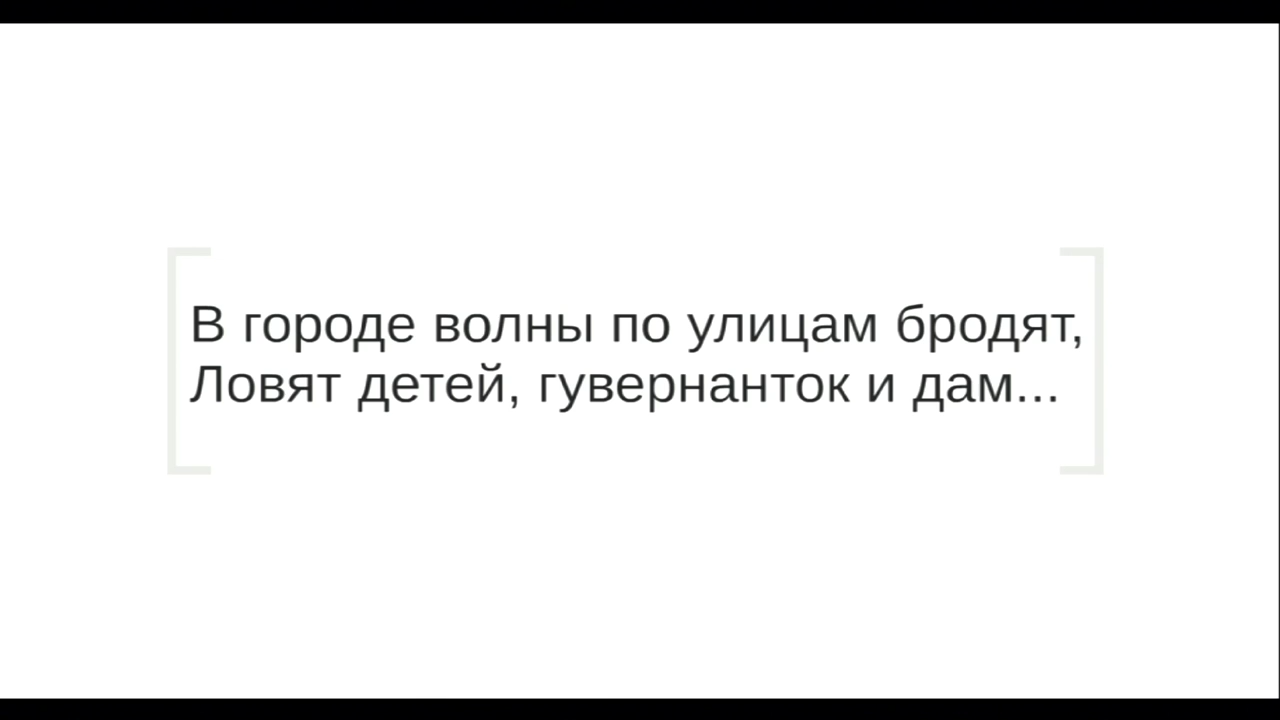 В городе волны по улицам бродят,
Ловят детей, гувернанток и дам...